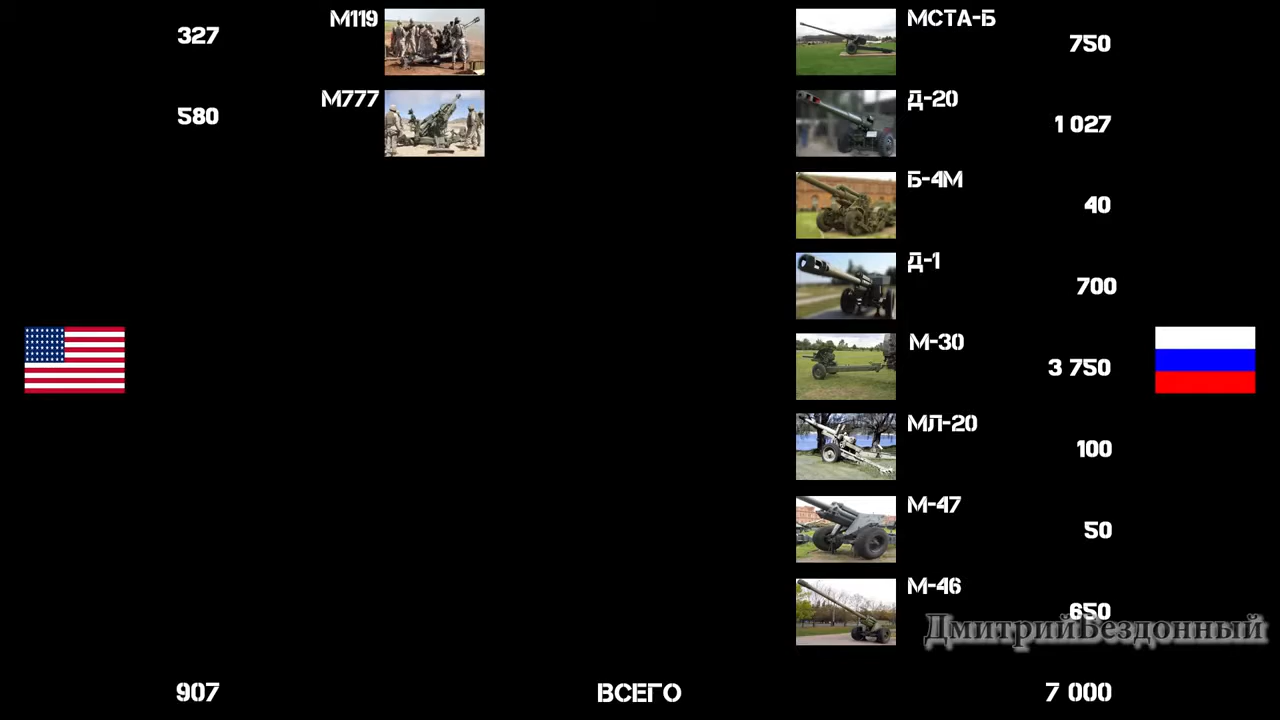 327
M119
580
M777
907
ВСЕГО
МСТА-Б
750
Д-20
1 027
Б-4М
40
Д-1
700
М-30
3 750
МЛ-20
100
М-47
50
М-46
650
ДмитрийБездонный
7 000